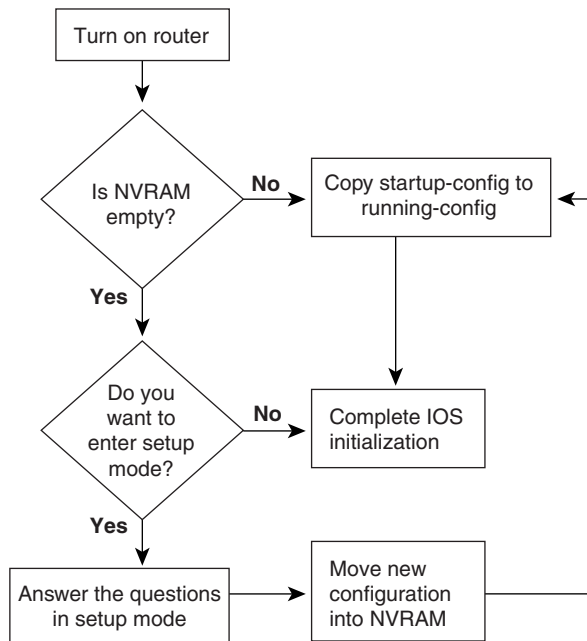 Turn on router
Is NVRAM
empty?
No
Copy startup-config to
running-config
Yes
Do you
want to
enter setup
mode?
No
Complete IOS
initialization
Yes
Answer the questions
in setup mode
Move new
configuration
into NVRAM